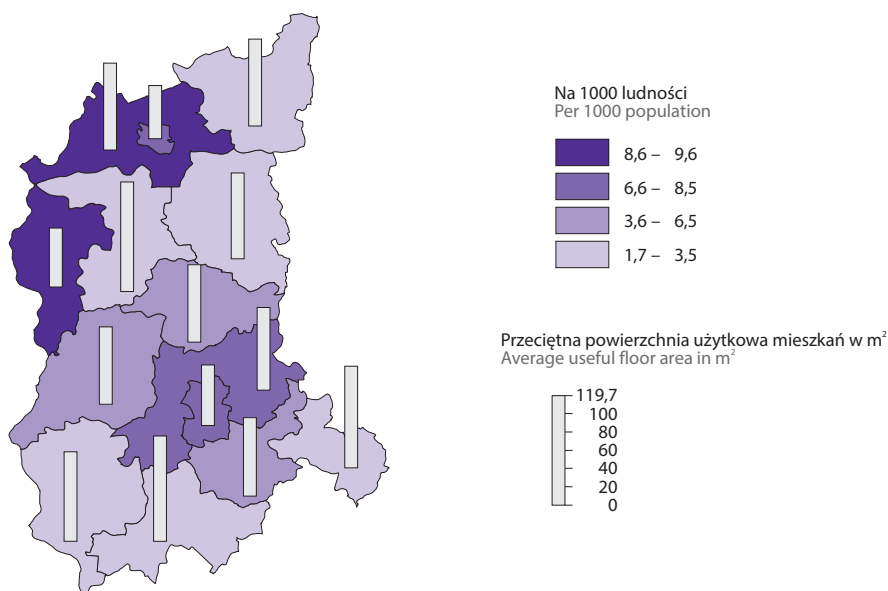 Na 1000 ludności
Per 1000 population
8,6 – 9,6
6,6 – 8,5
3,6 – 6,5
1,7 – 3,5
Przeciętna powierzchnia użytkowa mieszkań w m²
Average useful floor area in m²
119,7
100
80
60
40
20
0